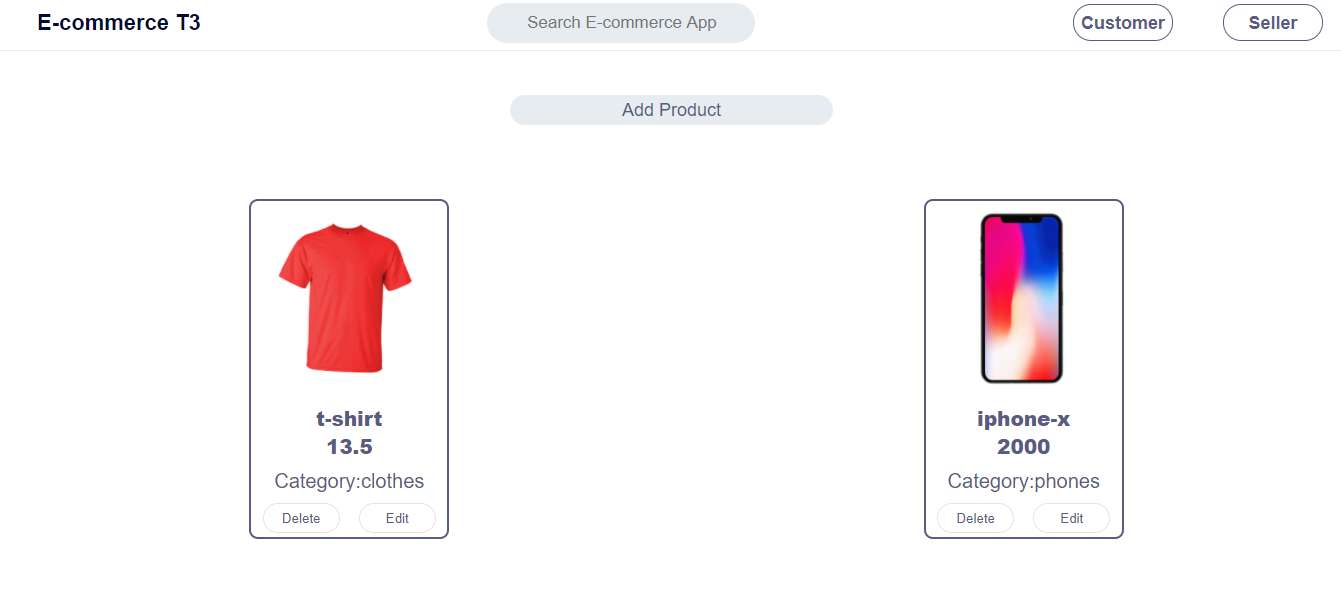 E-commerce T3
Search E-commerce App
Customer
Seller
Add Product
t-shirt
13.5
Category:clothes
Delete
Edit
iphone-x
2000
Category:phones
Delete
Edit